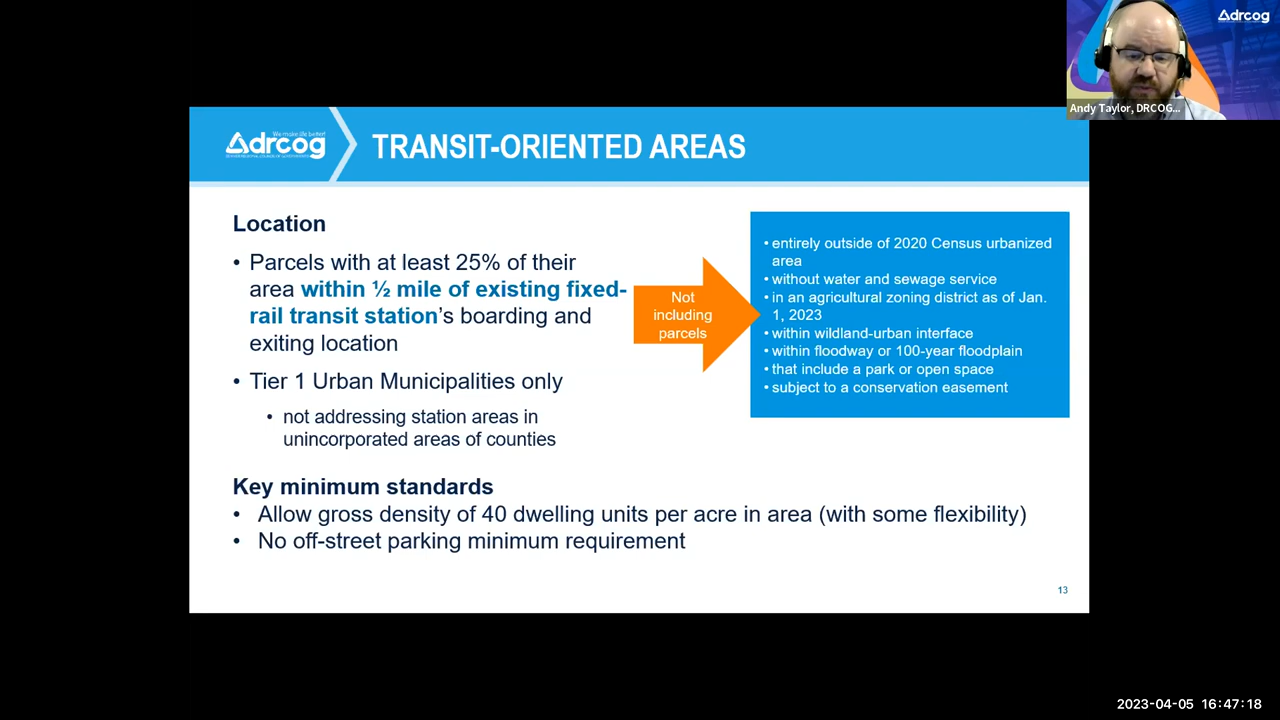 drcog
Andy Taylor, DRCOG...
We make life better!
drcog
TRANSIT-ORIENTED AREAS
Location
• Parcels with at least 25% of their
area within ½ mile of existing fixed-
rail transit station’s boarding and
exiting location
• Tier 1 Urban Municipalities only
• not addressing station areas in
unincorporated areas of counties
Not
including
parcels
• entirely outside of 2020 Census urbanized
area
• without water and sewage service
• in an agricultural zoning district as of Jan.
1, 2023
• within wildland-urban interface
• within floodway or 100-year floodplain
• that include a park or open space
• subject to a conservation easement
Key minimum standards
• Allow gross density of 40 dwelling units per acre in area (with some flexibility)
• No off-street parking minimum requirement
13
2023-04-05 16:47:18